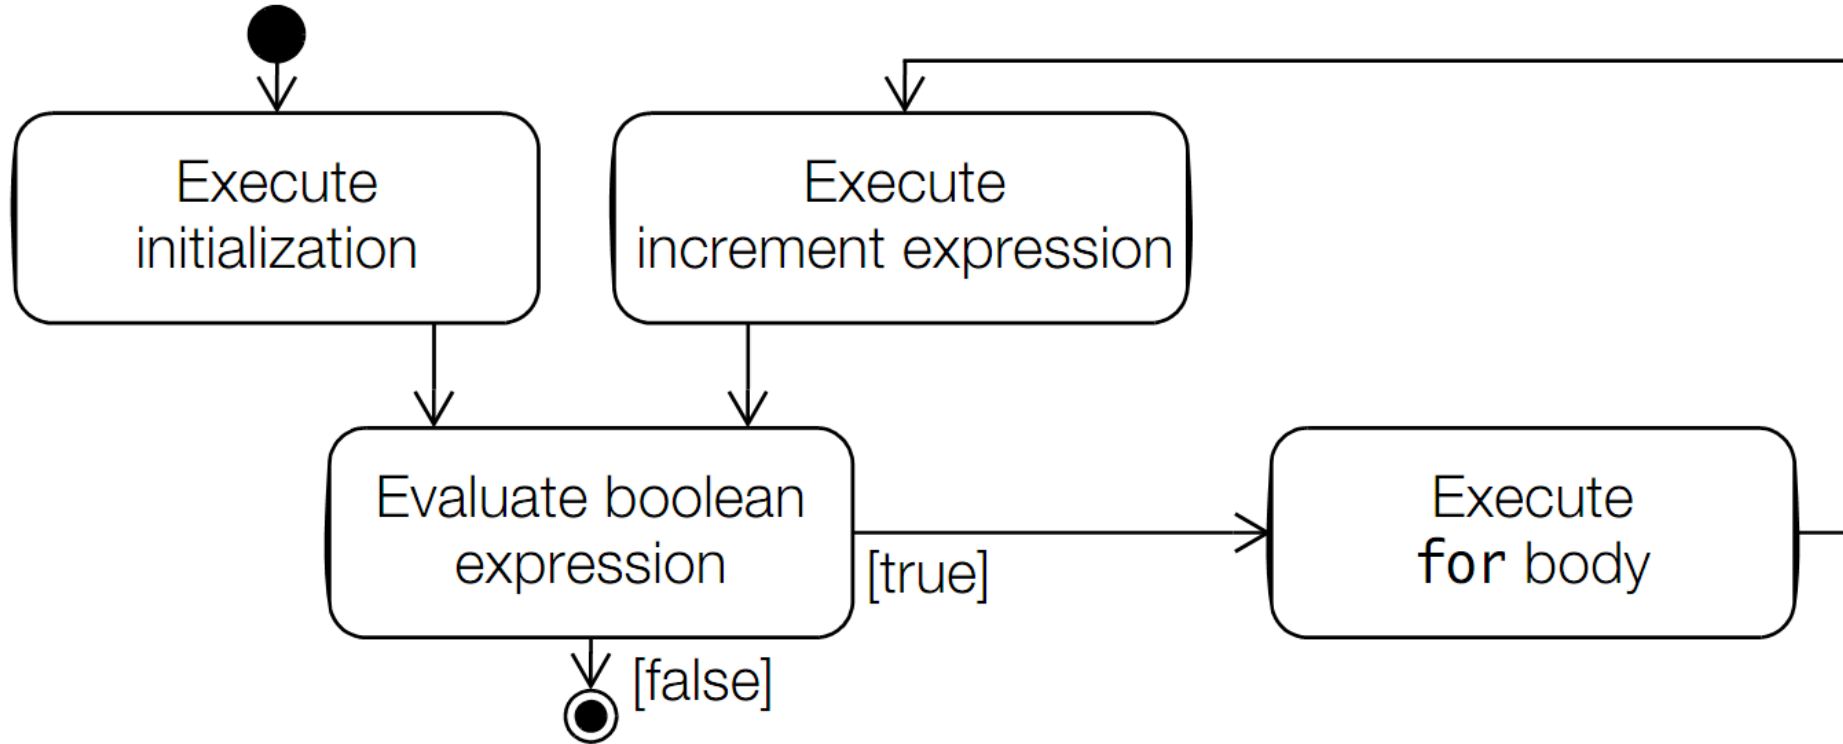 Execute
initialization
Execute
increment expression
Evaluate boolean
expression
[true]
Execute
for body
[false]